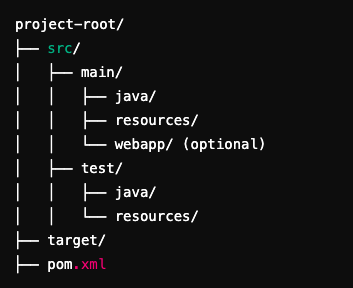 project-root/
├── src/
│   ├── main/
│   │   ├── java/
│   │   ├── resources/
│   │   └── webapp/ (optional)
│   ├── test/
│   │   ├── java/
│   │   └── resources/
├── target/
├── pom.xml